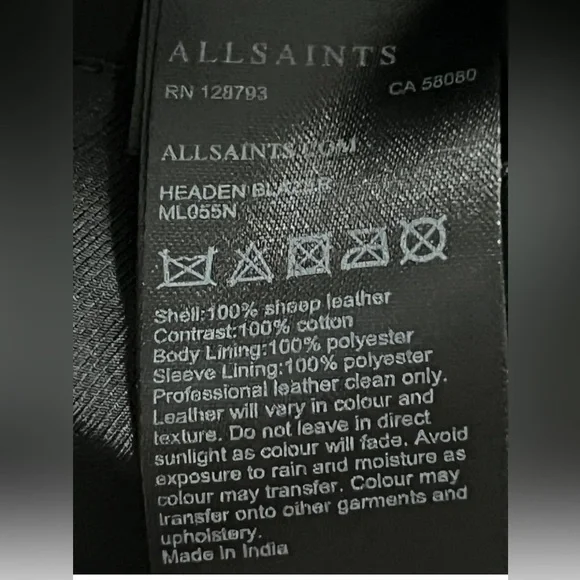 ALLSAINTS
RN 128793 CA 58080
ALLSAINTS.COM
HEADEN BLAZER
ML055N
Shell:100% sheep leather
Contrast:100% cotton
Body Lining:100% polyester
Sleeve Lining:100% polyester
Professional leather clean only.
Leather will vary in colour and
texture. Do not leave in direct
sunlight as colour will fade. Avoid
exposure to rain and moisture as
colour may transfer. Colour may
transfer onto other garments and
upholstery.
Made in India